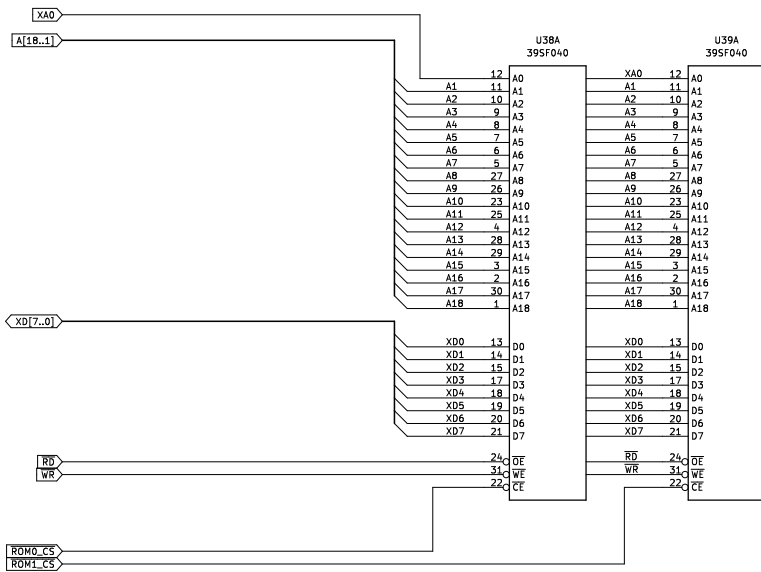 XA0
A[18..1]
U38A
39SF040
U39A
39SF040
12 A0 XA0 12 A0
A1 11 A1 A1 11 A1
A2 10 A2 A2 10 A2
A3 9 A3 A3 9 A3
A4 8 A4 A4 8 A4
A5 7 A5 A5 7 A5
A6 6 A6 A6 6 A6
A7 5 A7 A7 5 A7
A8 27 A8 A8 27 A8
A9 26 A9 A9 26 A9
A10 23 A10 A10 23 A10
A11 25 A11 A11 25 A11
A12 4 A12 A12 4 A12
A13 28 A13 A13 28 A13
A14 29 A14 A14 29 A14
A15 3 A15 A15 3 A15
A16 2 A16 A16 2 A16
A17 30 A17 A17 30 A17
A18 1 A18 A18 1 A18
XD[7..0]
XD0 13 D0 XD0 13 D0
XD1 14 D1 XD1 14 D1
XD2 15 D2 XD2 15 D2
XD3 17 D3 XD3 17 D3
XD4 18 D4 XD4 18 D4
XD5 19 D5 XD5 19 D5
XD6 20 D6 XD6 20 D6
XD7 21 D7 XD7 21 D7
RD 24 OE RD 24 OE
WR 31 WE WR 31 WE
22 CE 22 CE
ROM0_CS
ROM1_CS